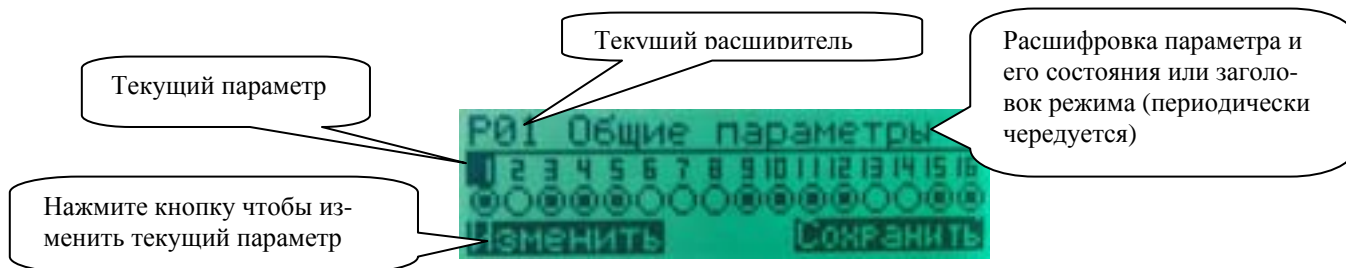 Текущий расширитель
Расшифровка параметра и
его состояния или заголо-
вок режима (периодически
чередуется)
Текущий параметр
P01 Общие параметры
1 2 3 4 5 6 7 8 9 10 11 12 13 14 15 16
Нажмите кнопку чтобы из-
менить текущий параметр
Изменить Сохранить